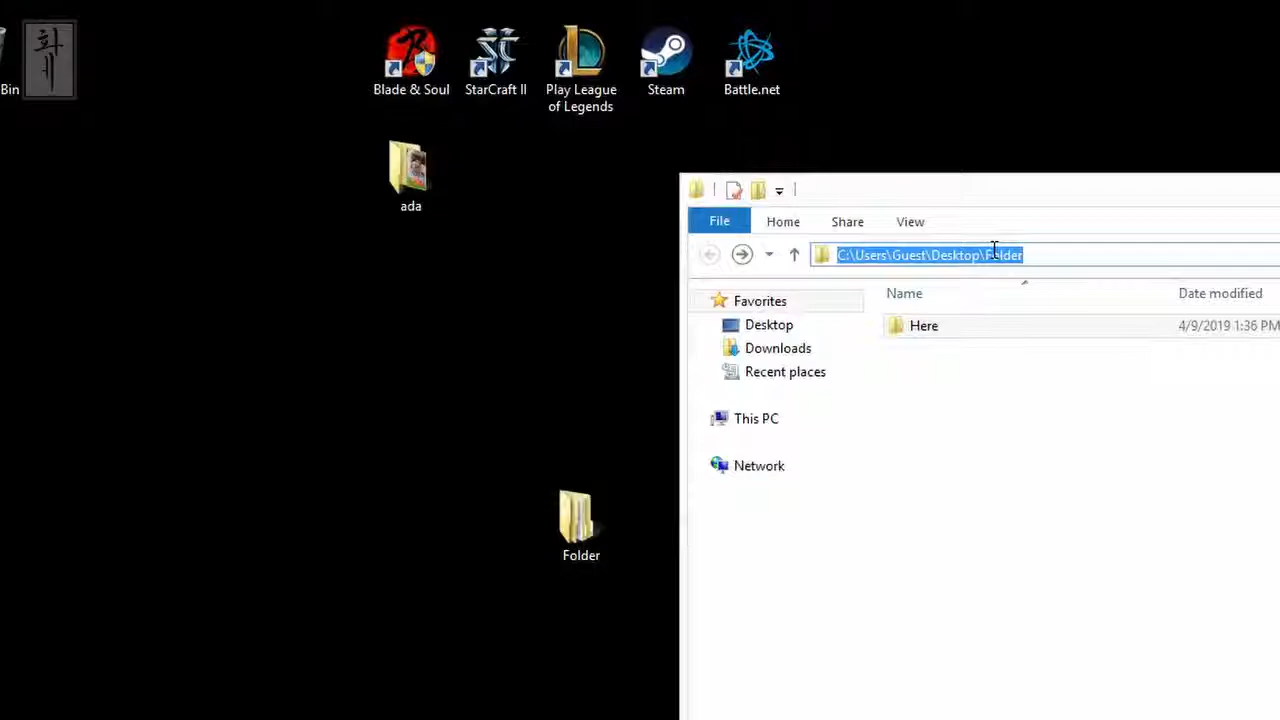 화
Bin
Blade & Soul
StarCraft II
Play League
of Legends
Steam
Battle.net
ada
Folder
File
Home
Share
View
C:\Users\Guest\Desktop\Folder
Favorites
Desktop
Downloads
Recent places
This PC
Network
Name
Date modified
Here
4/9/2019 1:36 PM